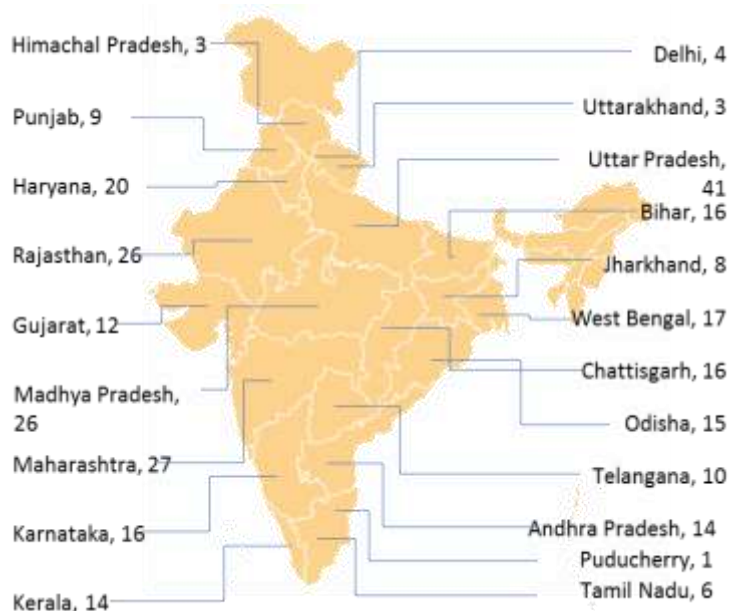 Himachal Pradesh, 3
Punjab, 9
Haryana, 20
Rajasthan, 26
Gujarat, 12
Madhya Pradesh,
26
Maharashtra, 27
Karnataka, 16
Kerala, 14
Delhi, 4
Uttarakhand, 3
Uttar Pradesh,
41
Bihar, 16
Jharkhand, 8
West Bengal, 17
Chattisgarh, 16
Odisha, 15
Telangana, 10
Andhra Pradesh, 14
Puducherry, 1
Tamil Nadu, 6